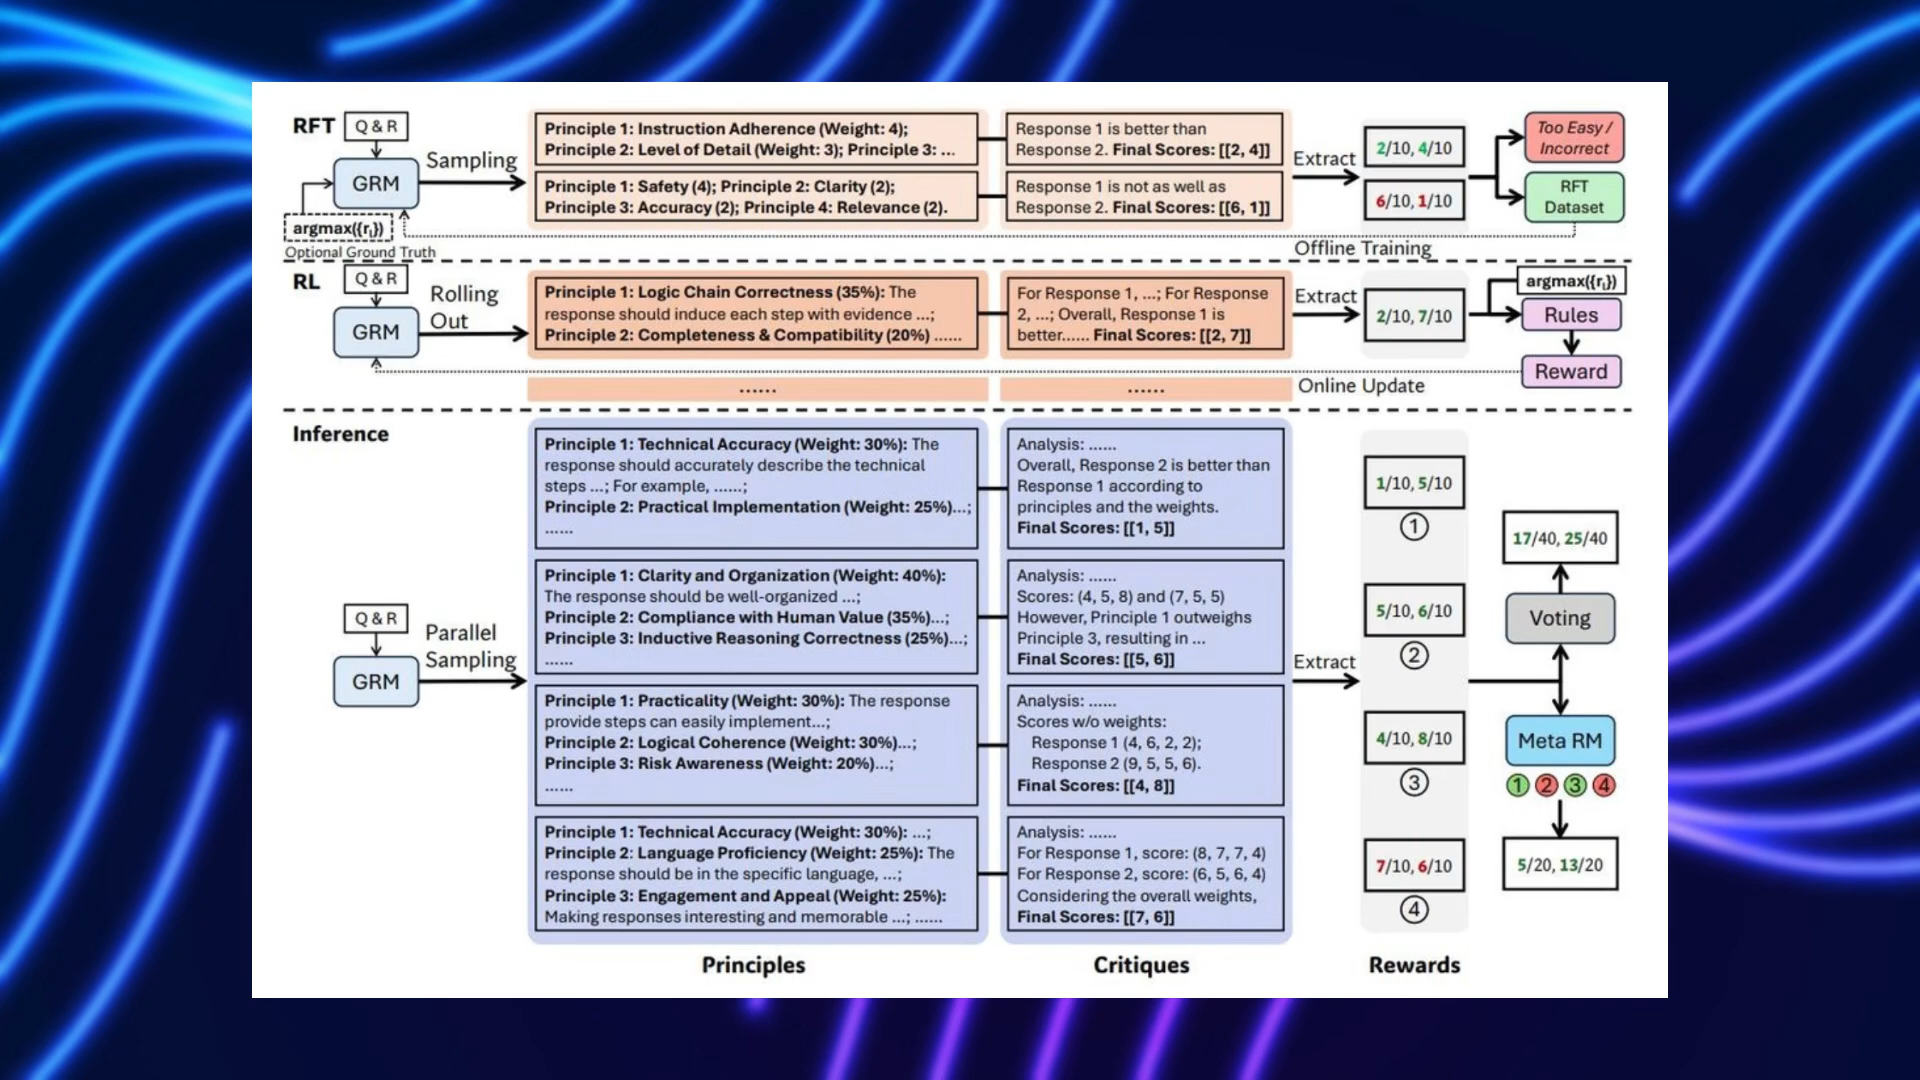 RFT
Q & R
GRM
argmax({rᵢ})
Optional Ground Truth
Sampling
Principle 1: Instruction Adherence (Weight: 4);
Principle 2: Level of Detail (Weight: 3); Principle 3: ...
Response 1 is better than
Response 2. Final Scores: [[2, 4]]
Principle 1: Safety (4); Principle 2: Clarity (2);
Principle 3: Accuracy (2); Principle 4: Relevance (2).
Response 1 is not as well as
Response 2. Final Scores: [[6, 1]]
Extract
2/10, 4/10
6/10, 1/10
Too Easy /
Incorrect
RFT
Dataset
Offline Training
RL
Q & R
GRM
Rolling
Out
Principle 1: Logic Chain Correctness (35%): The
response should induce each step with evidence ...;
Principle 2: Completeness & Compatibility (20%) ......
For Response 1, ...; For Response
2, ...; Overall, Response 1 is
better...... Final Scores: [[2, 7]]
Extract
2/10, 7/10
argmax({rᵢ})
Rules
Reward
......
......
Online Update
Inference
Q & R
GRM
Parallel
Sampling
Principle 1: Technical Accuracy (Weight: 30%): The
response should accurately describe the technical
steps ...; For example, ......;
Principle 2: Practical Implementation (Weight: 25%)...;
......
Analysis: ......
Overall, Response 2 is better than
Response 1 according to
principles and the weights.
Final Scores: [[1, 5]]
Principle 1: Clarity and Organization (Weight: 40%):
The response should be well-organized ...;
Principle 2: Compliance with Human Value (35%)...;
Principle 3: Inductive Reasoning Correctness (25%)...;
......
Analysis: ......
Scores: (4, 5, 8) and (7, 5, 5)
However, Principle 1 outweighs
Principle 3, resulting in ...
Final Scores: [[5, 6]]
Principle 1: Practicality (Weight: 30%): The response
provide steps can easily implement...;
Principle 2: Logical Coherence (Weight: 30%)...;
Principle 3: Risk Awareness (Weight: 20%)...;
......
Analysis: ......
Scores w/o weights:
Response 1 (4, 6, 2, 2);
Response 2 (9, 5, 5, 6).
Final Scores: [[4, 8]]
Principle 1: Technical Accuracy (Weight: 30%): ...;
Principle 2: Language Proficiency (Weight: 25%): The
response should be in the specific language, ...;
Principle 3: Engagement and Appeal (Weight: 25%):
Making responses interesting and memorable ...; ......
Analysis: ......
For Response 1, score: (8, 7, 7, 4)
For Response 2, score: (6, 5, 6, 4)
Considering the overall weights,
Final Scores: [[7, 6]]
Extract
1/10, 5/10
①
5/10, 6/10
②
4/10, 8/10
③
7/10, 6/10
④
17/40, 25/40
Voting
Meta RM
① ② ③ ④
5/20, 13/20
Principles
Critiques
Rewards